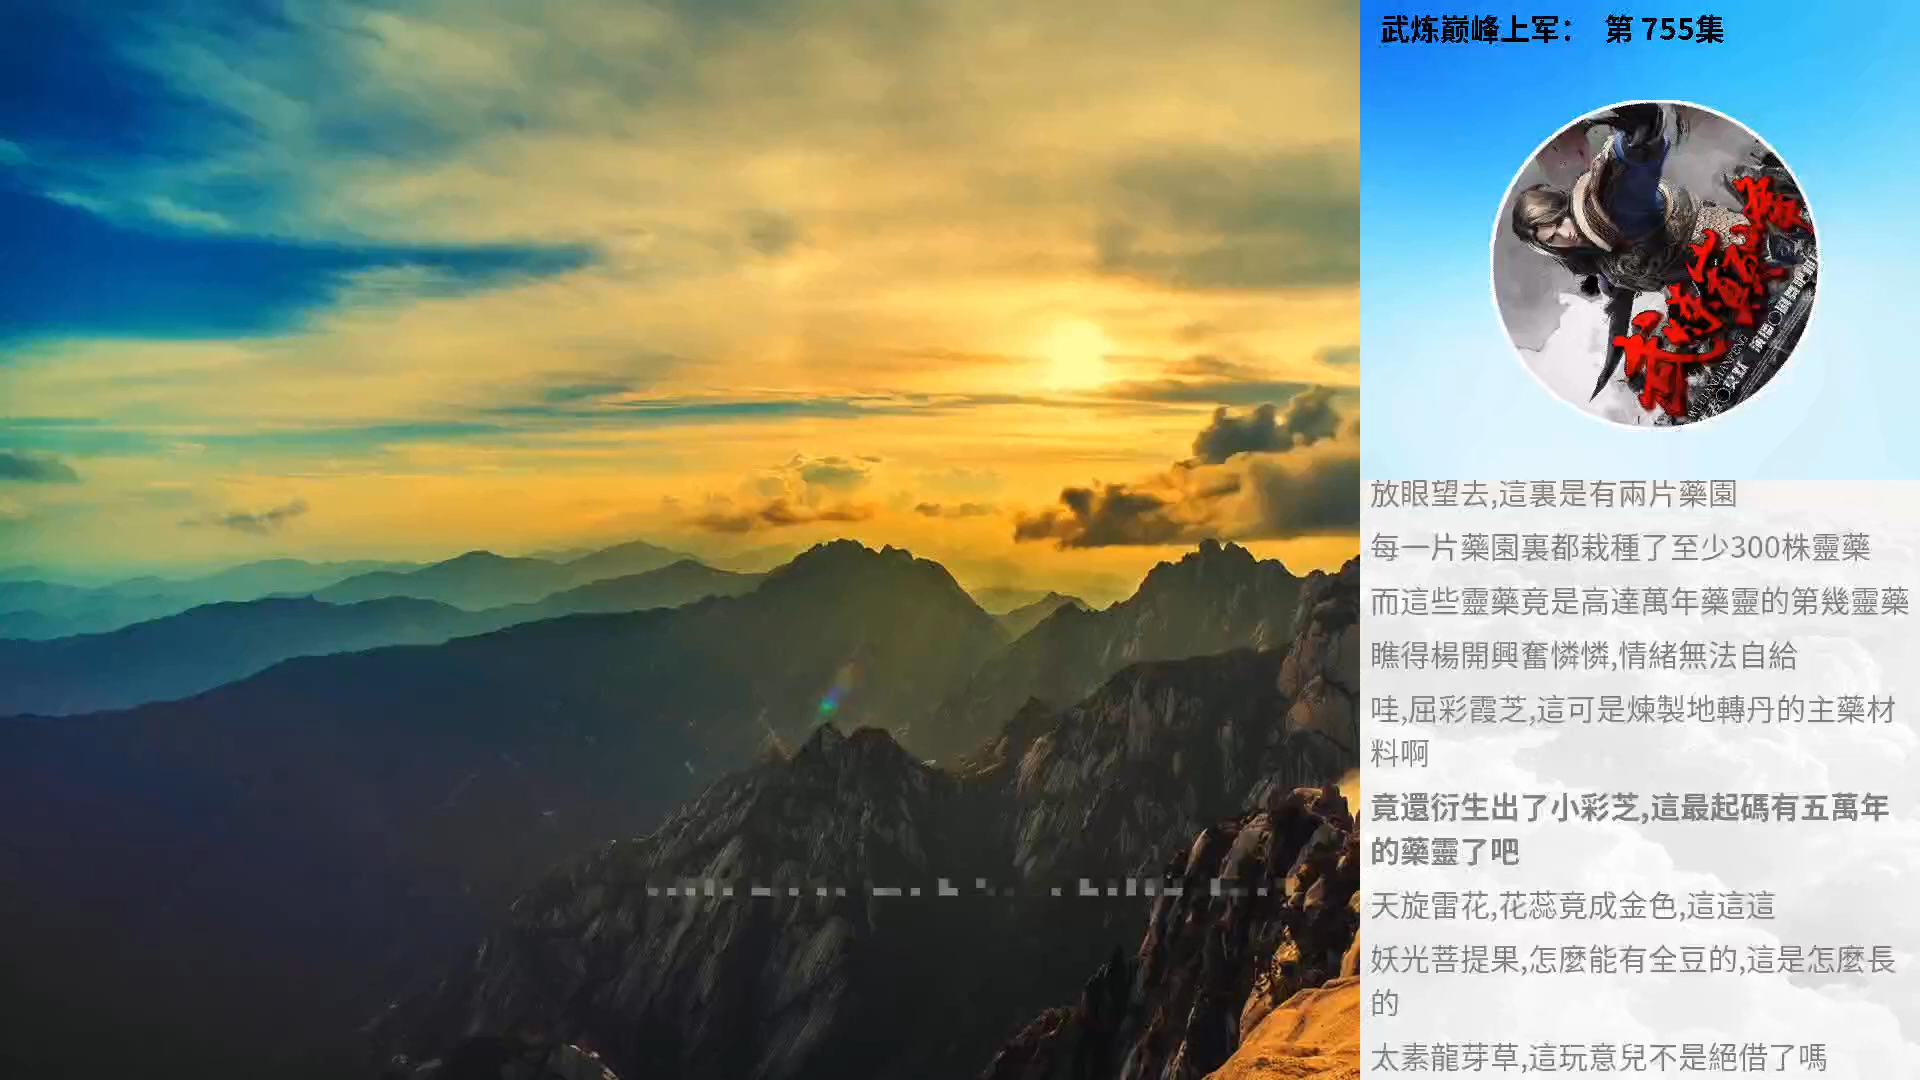 武炼巅峰上军： 第 755集
放眼望去,這裏是有兩片藥園
每一片藥園裏都栽種了至少300株靈藥
而這些靈藥竟是高達萬年藥靈的第幾靈藥
瞧得楊開興奮憐憐,情緒無法自給
哇,屈彩霞芝,這可是煉製地轉丹的主藥材
料啊
竟還衍生出了小彩芝,這最起碼有五萬年
的藥靈了吧
天旋雷花,花蕊竟成金色,這這這
妖光菩提果,怎麼能有全豆的,這是怎麼長
的
太素龍芽草,這玩意兒不是絕借了嗎